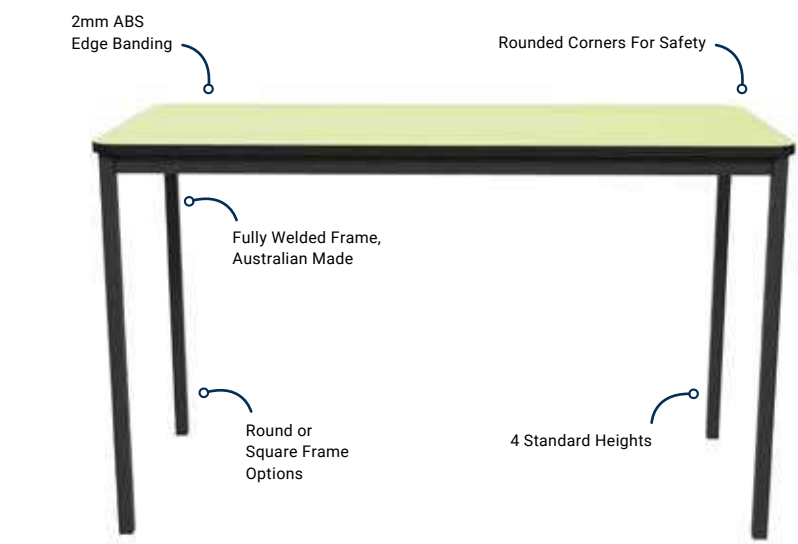 2mm ABS
Edge Banding
Rounded Corners For Safety
Fully Welded Frame,
Australian Made
Round or
Square Frame
Options
4 Standard Heights